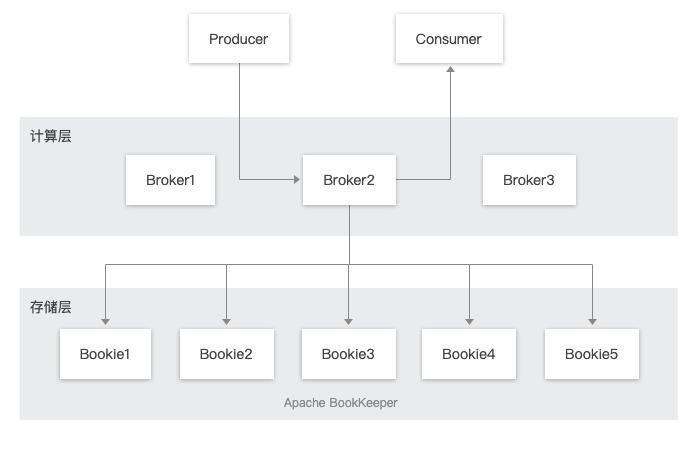 Producer
Consumer
计算层
Broker1
Broker2
Broker3
存储层
Bookie1
Bookie2
Bookie3
Bookie4
Bookie5
Apache BookKeeper